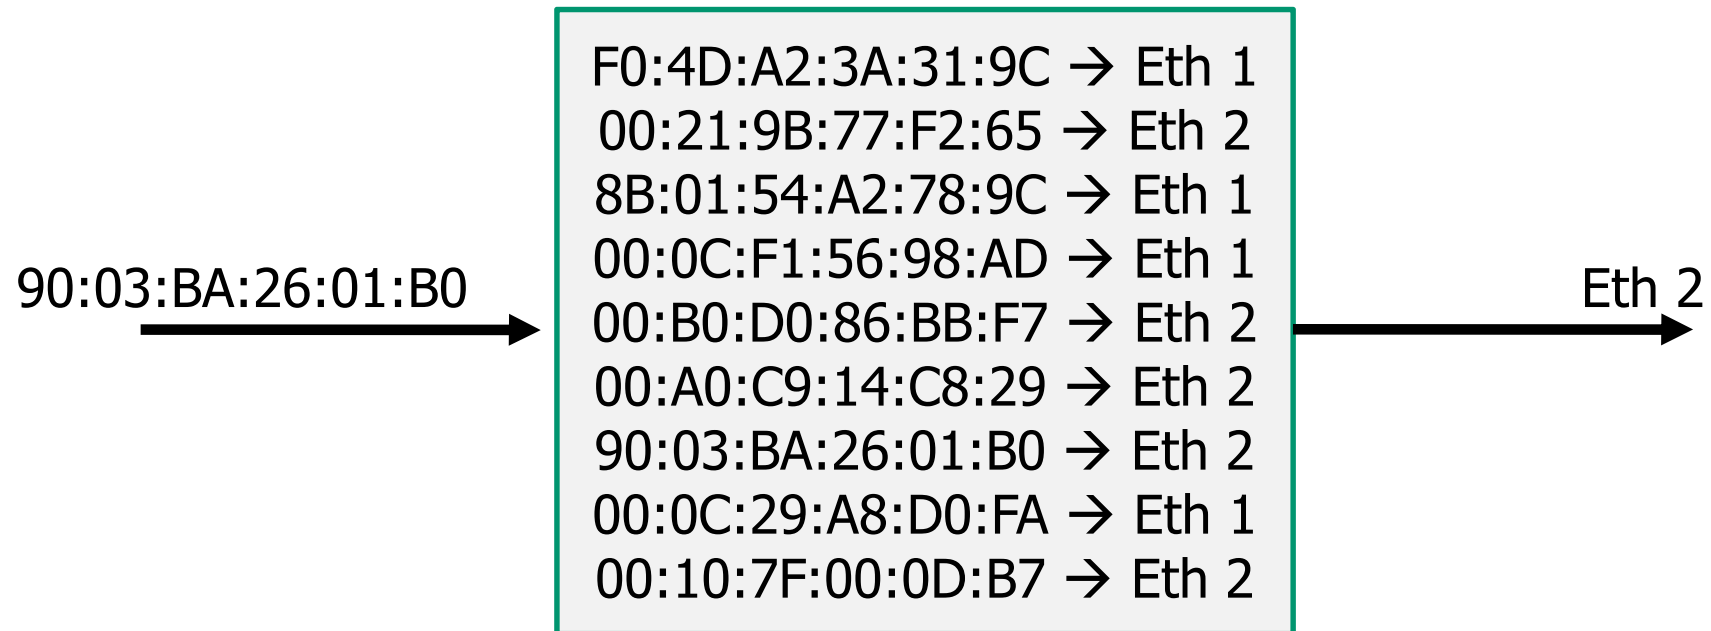 F0:4D:A2:3A:31:9C → Eth 1
00:21:9B:77:F2:65 → Eth 2
8B:01:54:A2:78:9C → Eth 1
00:0C:F1:56:98:AD → Eth 1
90:03:BA:26:01:B0
Eth 2
00:B0:D0:86:BB:F7 → Eth 2
00:A0:C9:14:C8:29 → Eth 2
90:03:BA:26:01:B0 → Eth 2
00:0C:29:A8:D0:FA → Eth 1
00:10:7F:00:0D:B7 → Eth 2